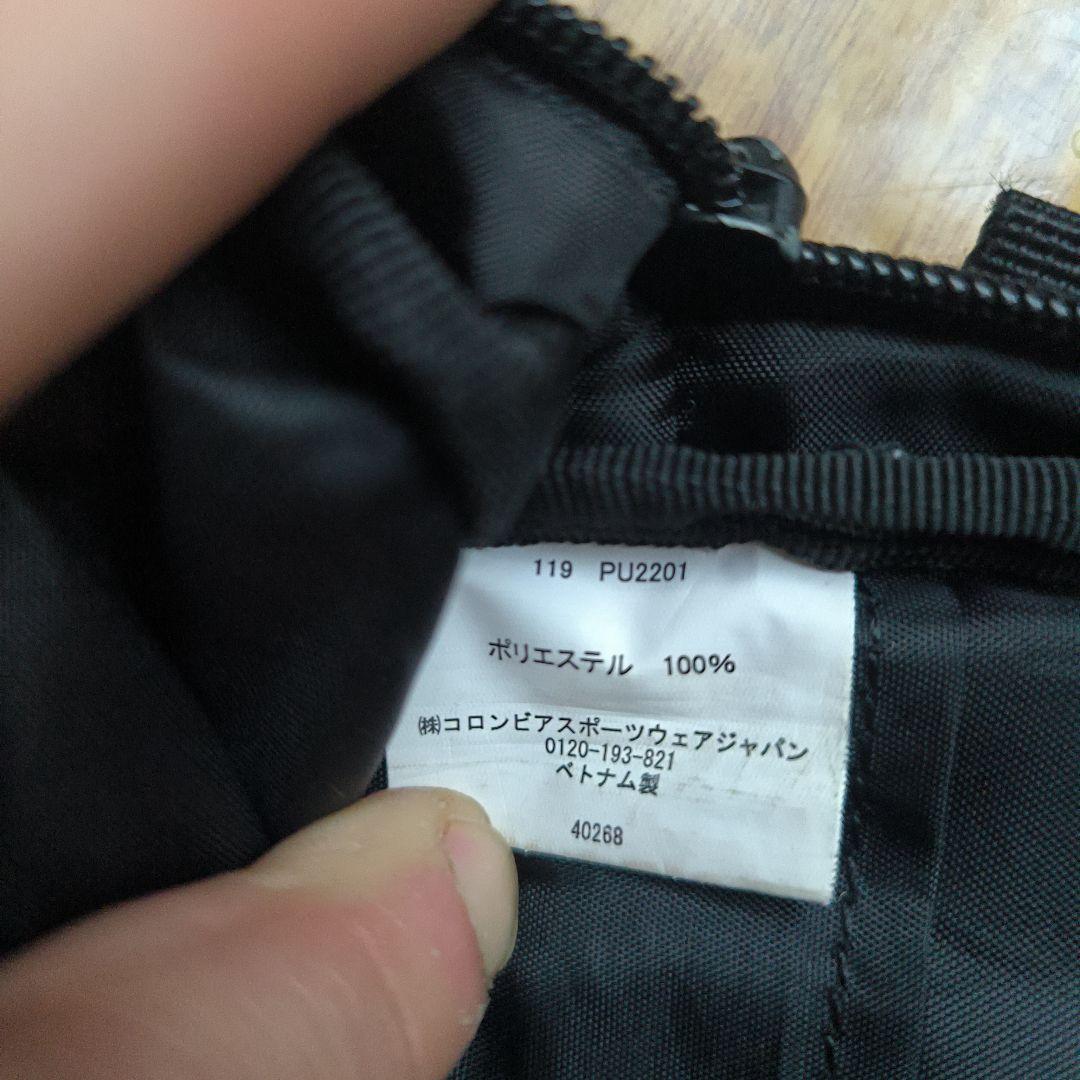 119 PU2201
ポリエステル 100%
(株)コロンビアスポーツウェアジャパン
0120-193-821
ベトナム製
40268